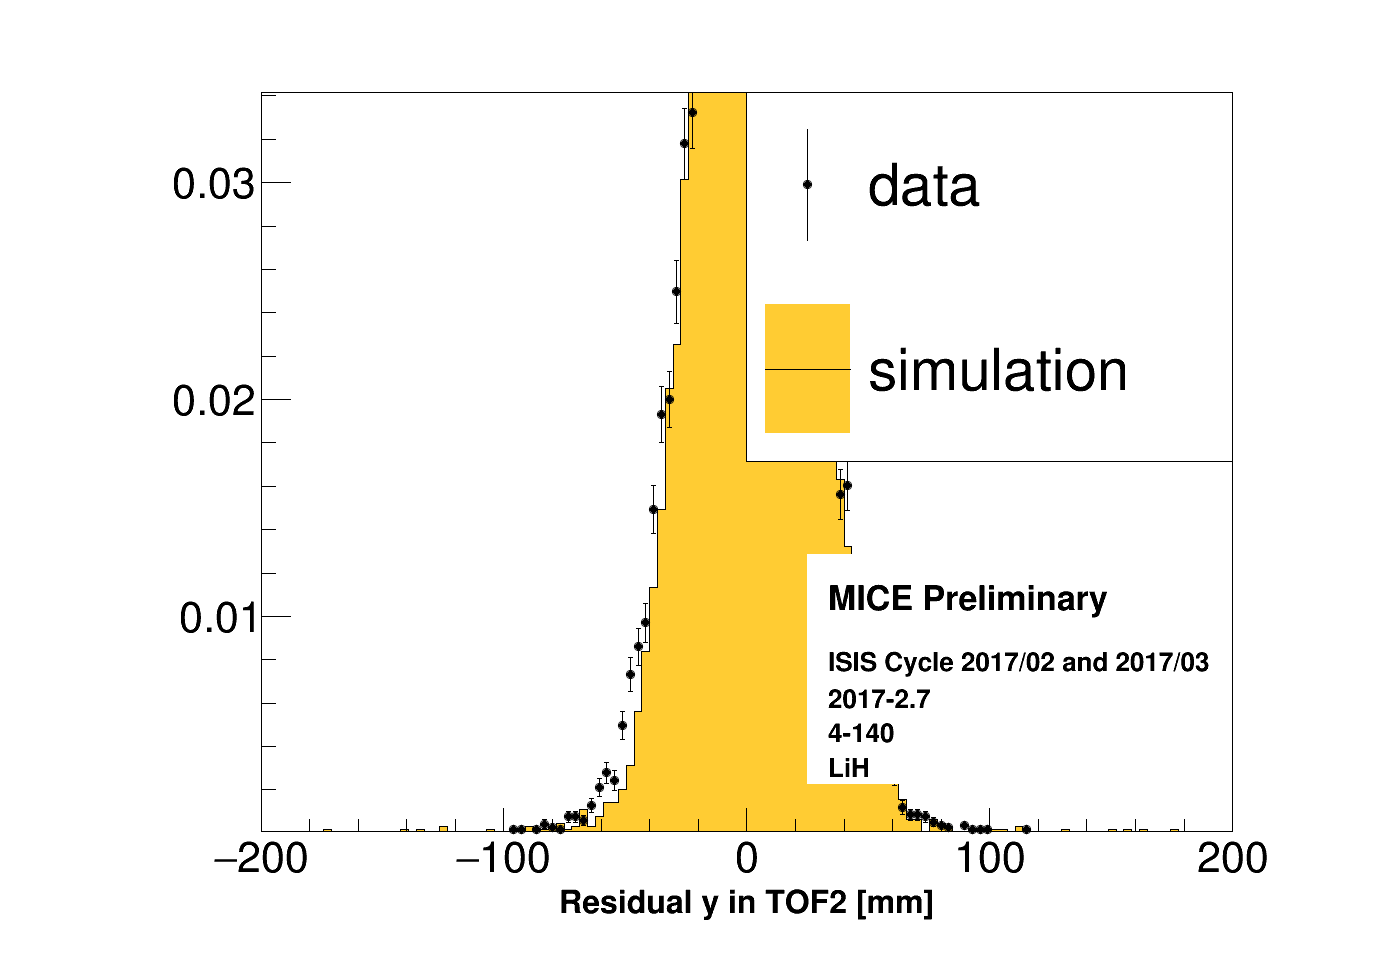 0.03
0.02
0.01
data
simulation
MICE Preliminary
ISIS Cycle 2017/02 and 2017/03
2017-2.7
4-140
LiH
−200 −100 0 100 200
Residual y in TOF2 [mm]